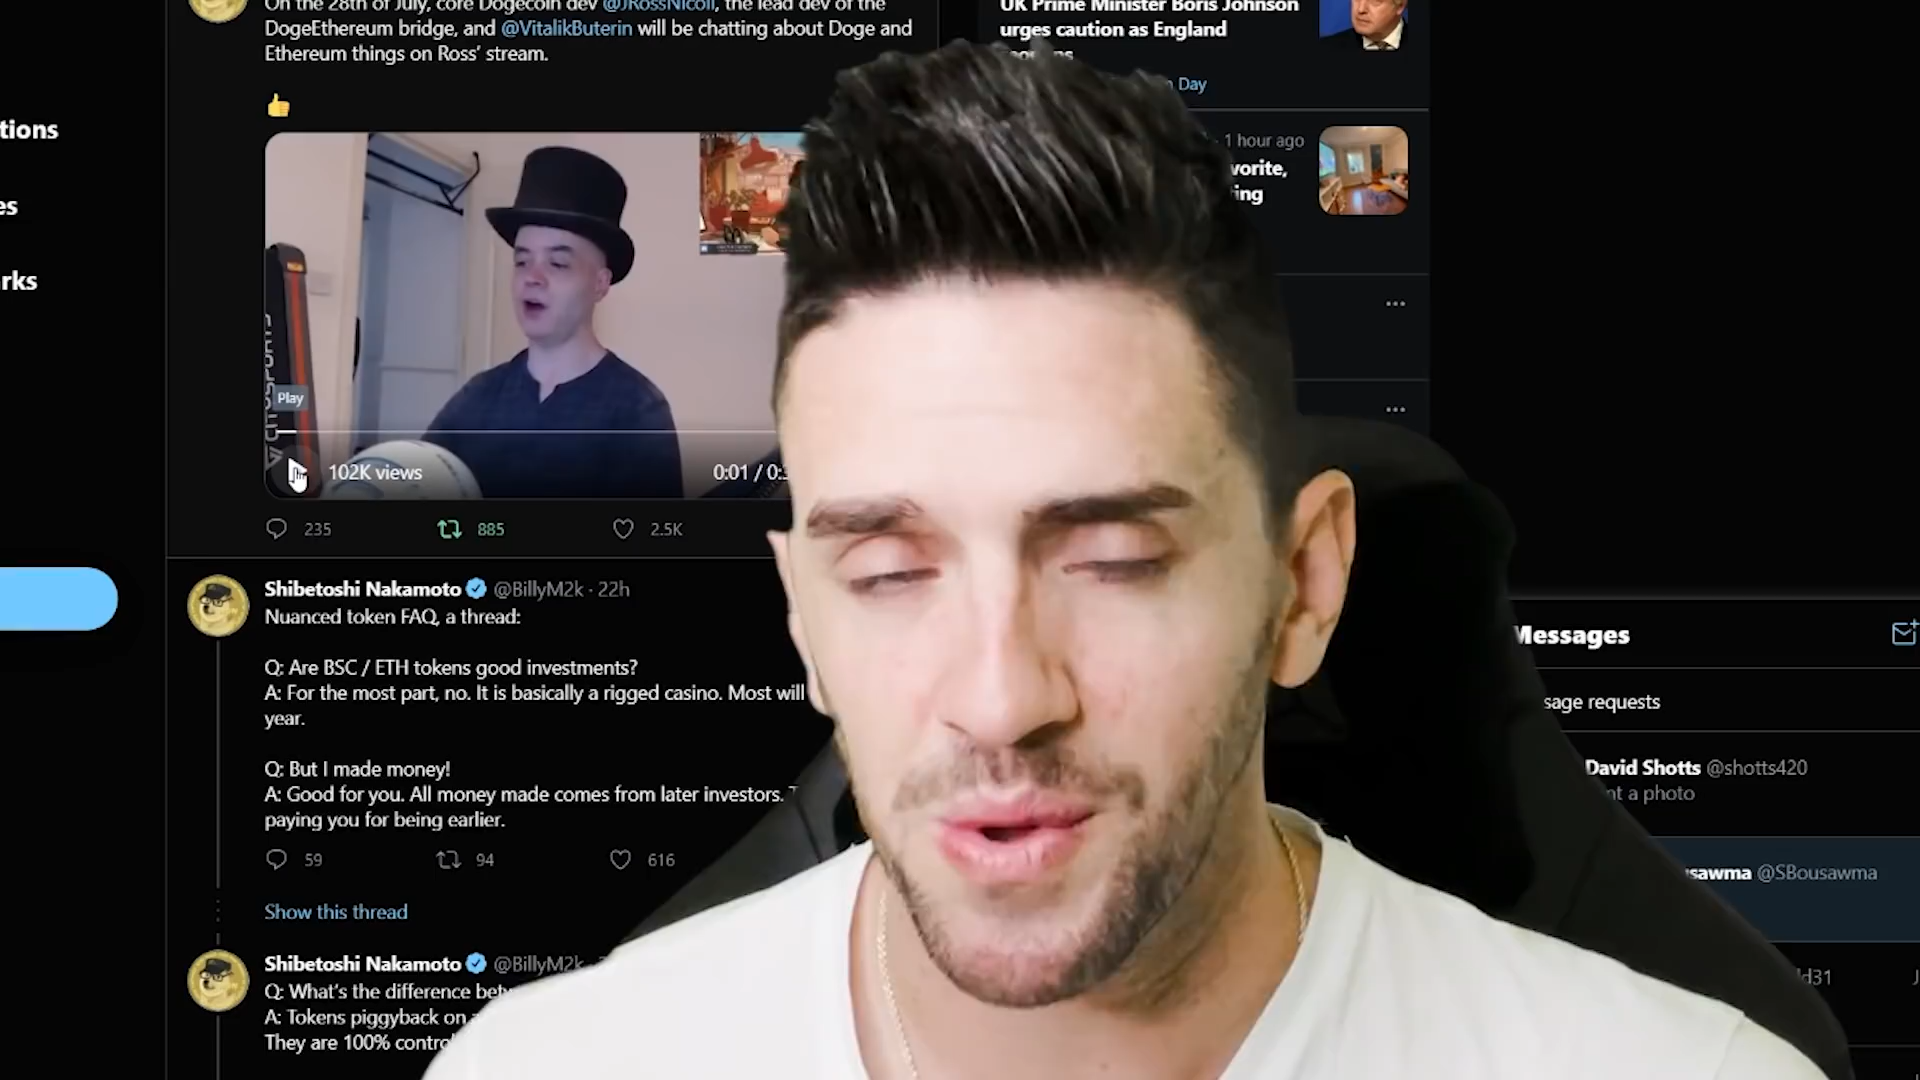 On the 28th of July, core Dogecoin dev @JRossNicoll, the lead dev of the
DogeEthereum bridge, and @VitalikButerin will be chatting about Doge and
Ethereum things on Ross' stream.
👍
Play
102K views
0:01 / 0:3
235
885
2.5K
Shibetoshi Nakamoto @BillyM2k · 22h
Nuanced token FAQ, a thread:
Q: Are BSC / ETH tokens good investments?
A: For the most part, no. It is basically a rigged casino. Most will
year.
Q: But I made money!
A: Good for you. All money made comes from later investors.
paying you for being earlier.
59
94
616
Show this thread
Shibetoshi Nakamoto @BillyM2k
Q: What's the difference
A: Tokens piggyback on
They are 100%
tions
es
rks
UK Prime Minister Boris Johnson
urges caution as England
Day
1 hour ago
vorite,
ing
Messages
sage requests
David Shotts @shotts420
nt a photo
sawma @SBousawma
d31